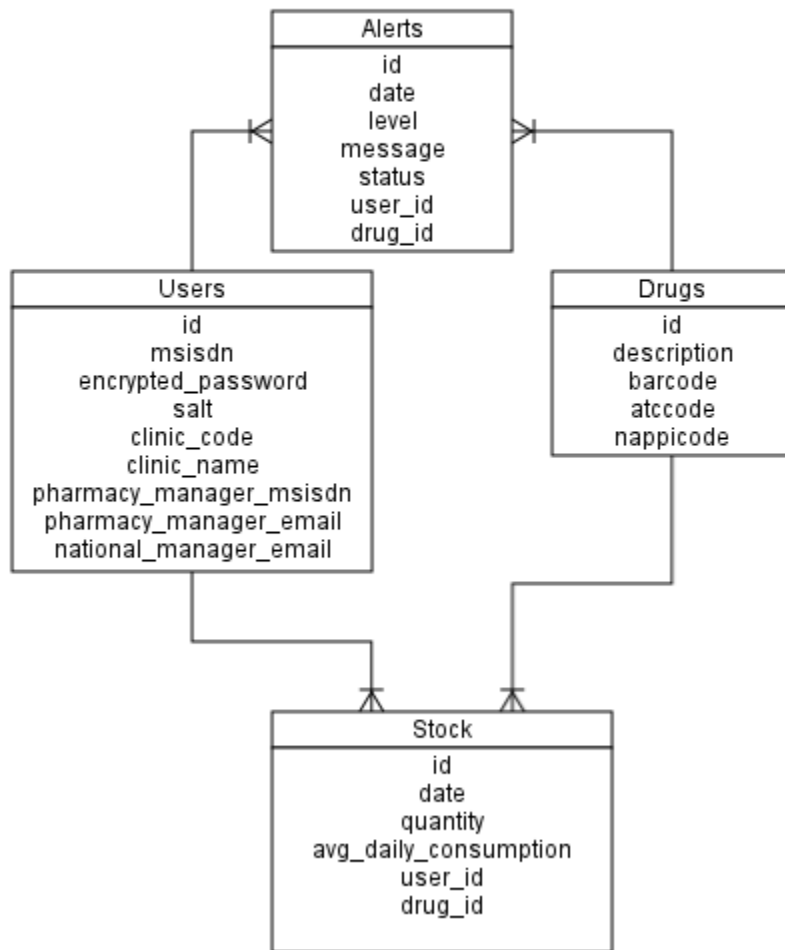 Alerts
id
date
level
message
status
user_id
drug_id
Users
id
msisdn
encrypted_password
salt
clinic_code
clinic_name
pharmacy_manager_msisdn
pharmacy_manager_email
national_manager_email
Drugs
id
description
barcode
atccode
nappicode
Stock
id
date
quantity
avg_daily_consumption
user_id
drug_id